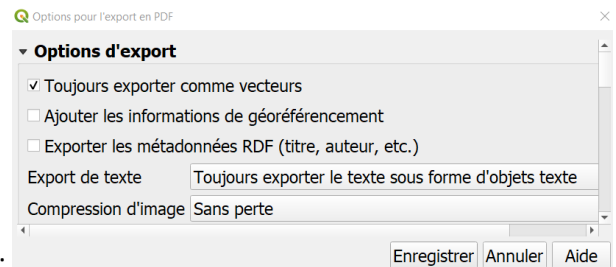 Options pour l'export en PDF
Options d'export
Toujours exporter comme vecteurs
Ajouter les informations de géoréférencement
Exporter les métadonnées RDF (titre, auteur, etc.)
Export de texte Toujours exporter le texte sous forme d'objets texte
Compression d'image Sans perte
Enregistrer Annuler Aide